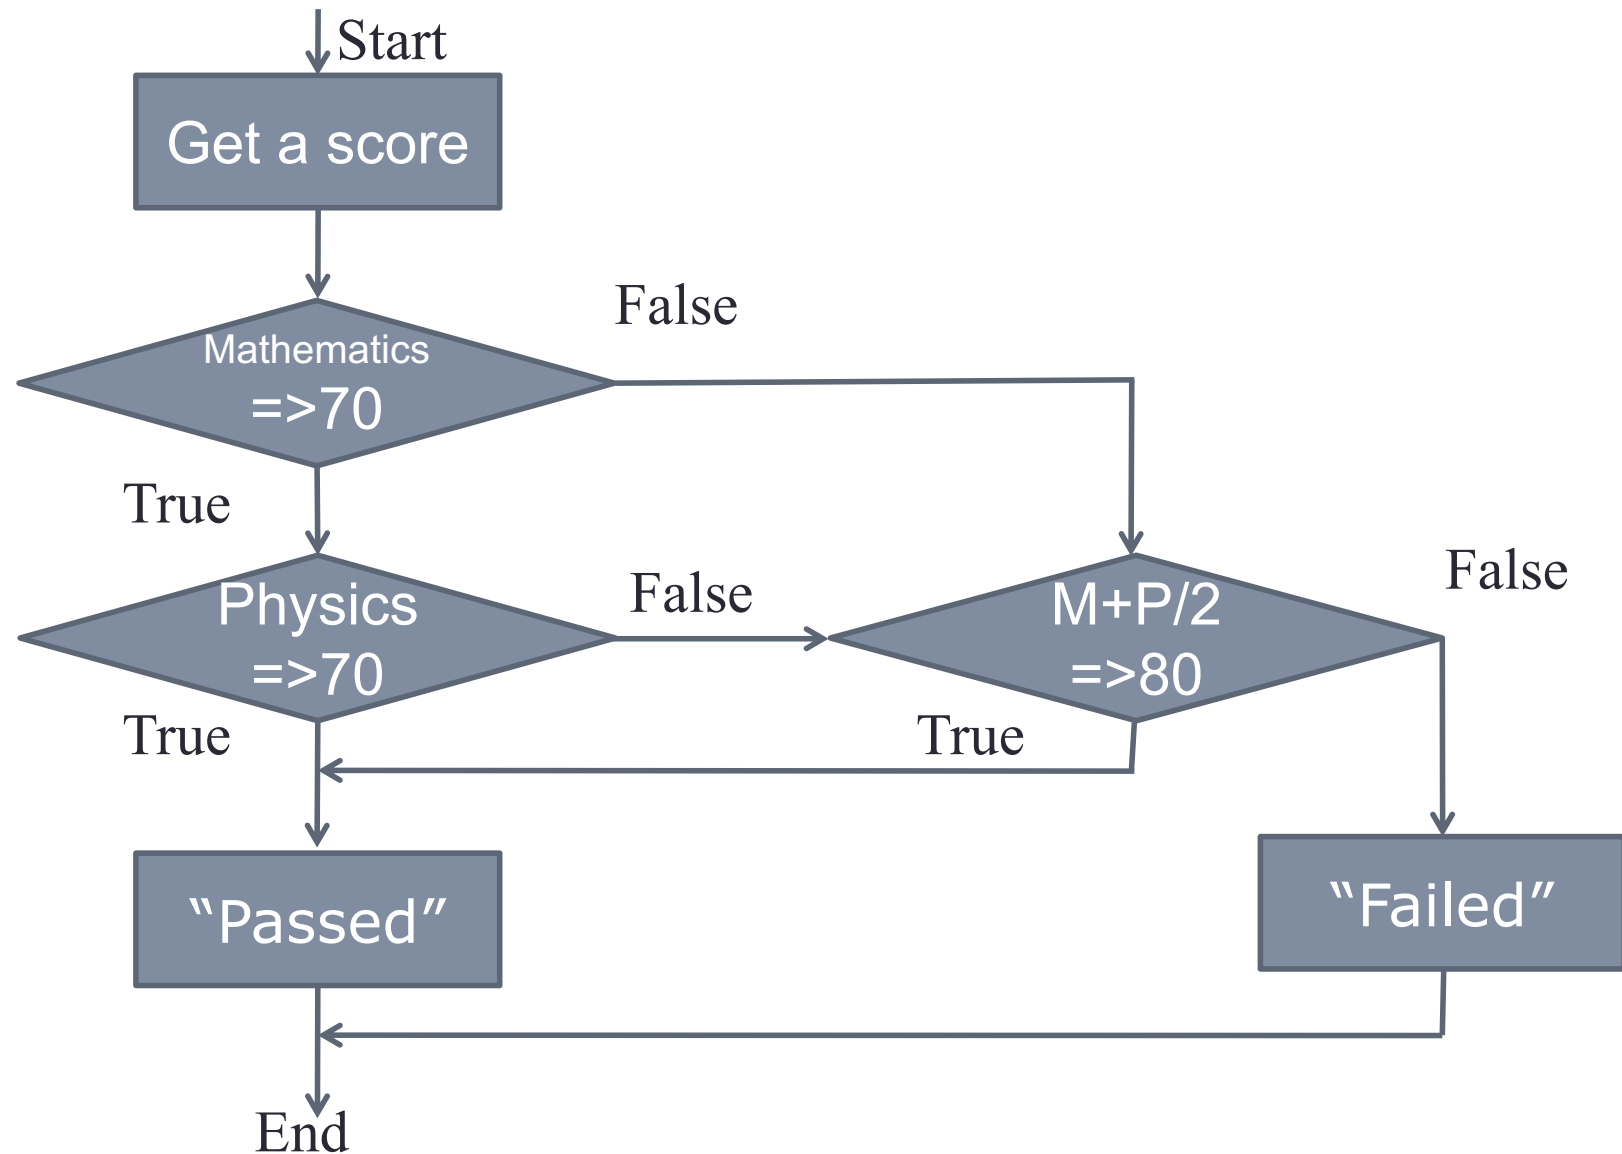 Start
Get a score
False
Mathematics
=>70
True
Physics
=>70
False
M+P/2
=>80
False
True
True
“Passed”
“Failed”
End